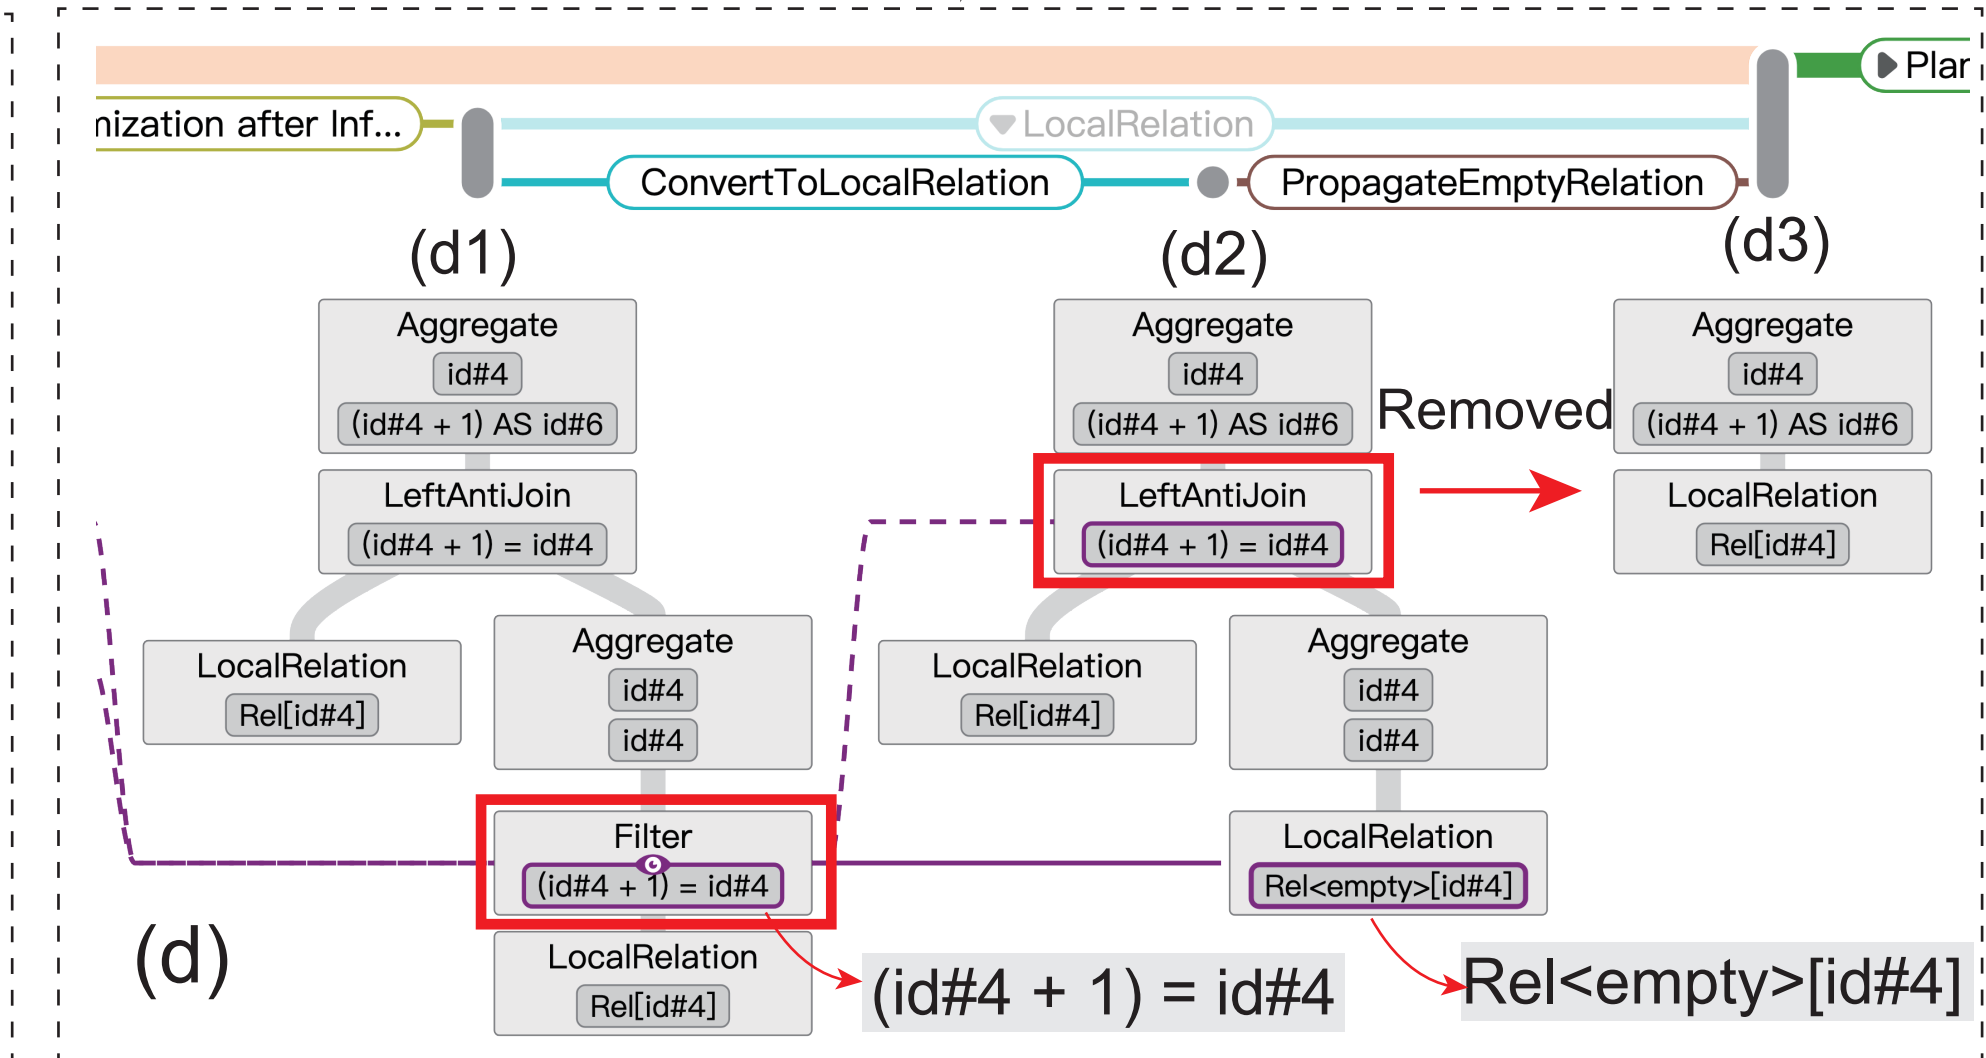 Plar
nization after Inf...
LocalRelation
ConvertToLocalRelation
PropagateEmptyRelation
(d1)
(d2)
(d3)
Aggregate
id#4
(id#4 + 1) AS id#6
LeftAntiJoin
(id#4 + 1) = id#4
LocalRelation
Rel[id#4]
Aggregate
id#4
id#4
Filter
(id#4 + 1) = id#4
LocalRelation
Rel[id#4]
(id#4 + 1) = id#4
Aggregate
id#4
(id#4 + 1) AS id#6
LeftAntiJoin
(id#4 + 1) = id#4
LocalRelation
Rel[id#4]
Aggregate
id#4
id#4
LocalRelation
Rel<empty>[id#4]
Rel<empty>[id#4]
Removed
Aggregate
id#4
(id#4 + 1) AS id#6
LocalRelation
Rel[id#4]
(d)